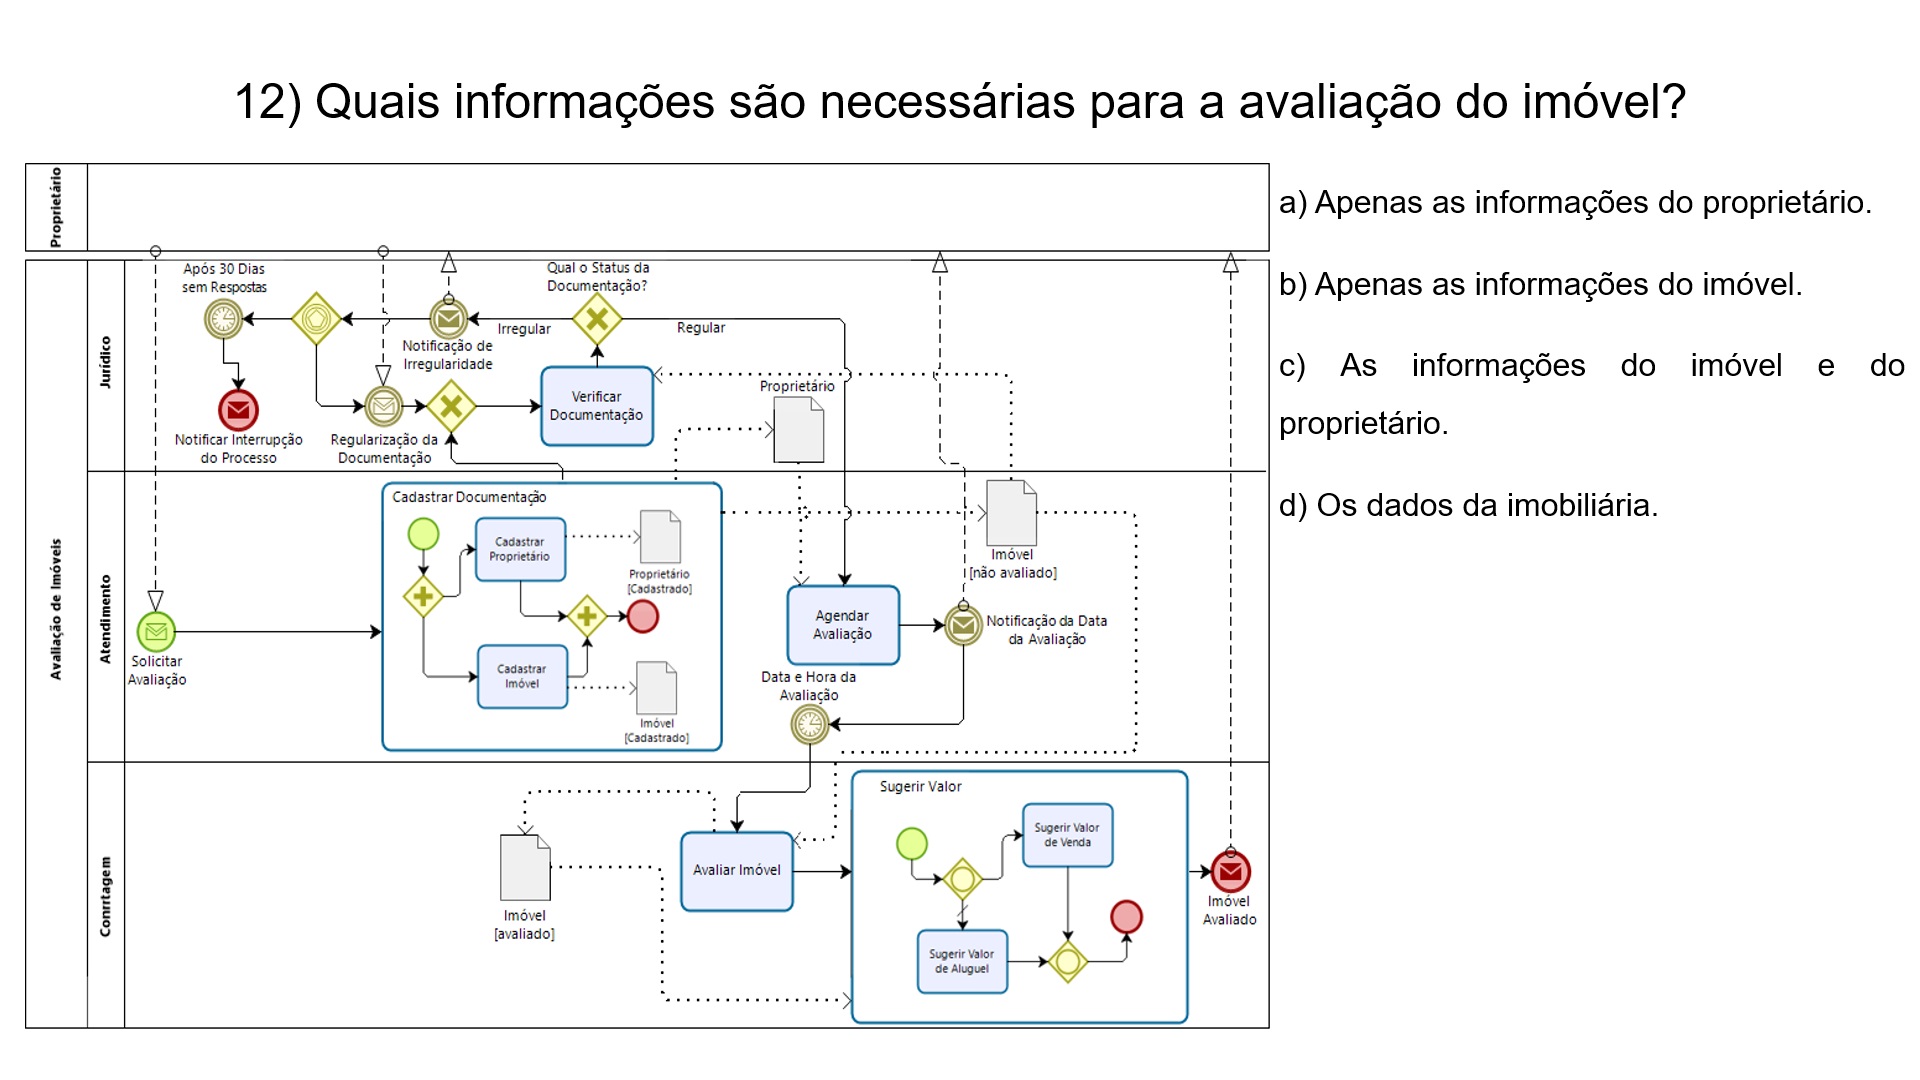 12) Quais informações são necessárias para a avaliação do imóvel?
Proprietário
Avaliação de Imóveis
Jurídico
Após 30 Dias
sem Respostas
Notificar Interrupção
do Processo
Regularização da
Documentação
Notificação de
Irregularidade
Irregular
Qual o Status da
Documentação?
Regular
Verificar
Documentação
Proprietário
Atendimento
Solicitar
Avaliação
Cadastrar Documentação
Cadastrar
Proprietário
Proprietário
[Cadastrado]
Cadastrar
Imóvel
Imóvel
[Cadastrado]
Agendar
Avaliação
Imóvel
[não avaliado]
Notificação da Data
da Avaliação
Data e Hora da
Avaliação
Conrrtagem
Imóvel
[avaliado]
Avaliar Imóvel
Sugerir Valor
Sugerir Valor
de Venda
Sugerir Valor
de Aluguel
Imóvel
Avaliado
a) Apenas as informações do proprietário.
b) Apenas as informações do imóvel.
c) As informações do imóvel e do
proprietário.
d) Os dados da imobiliária.